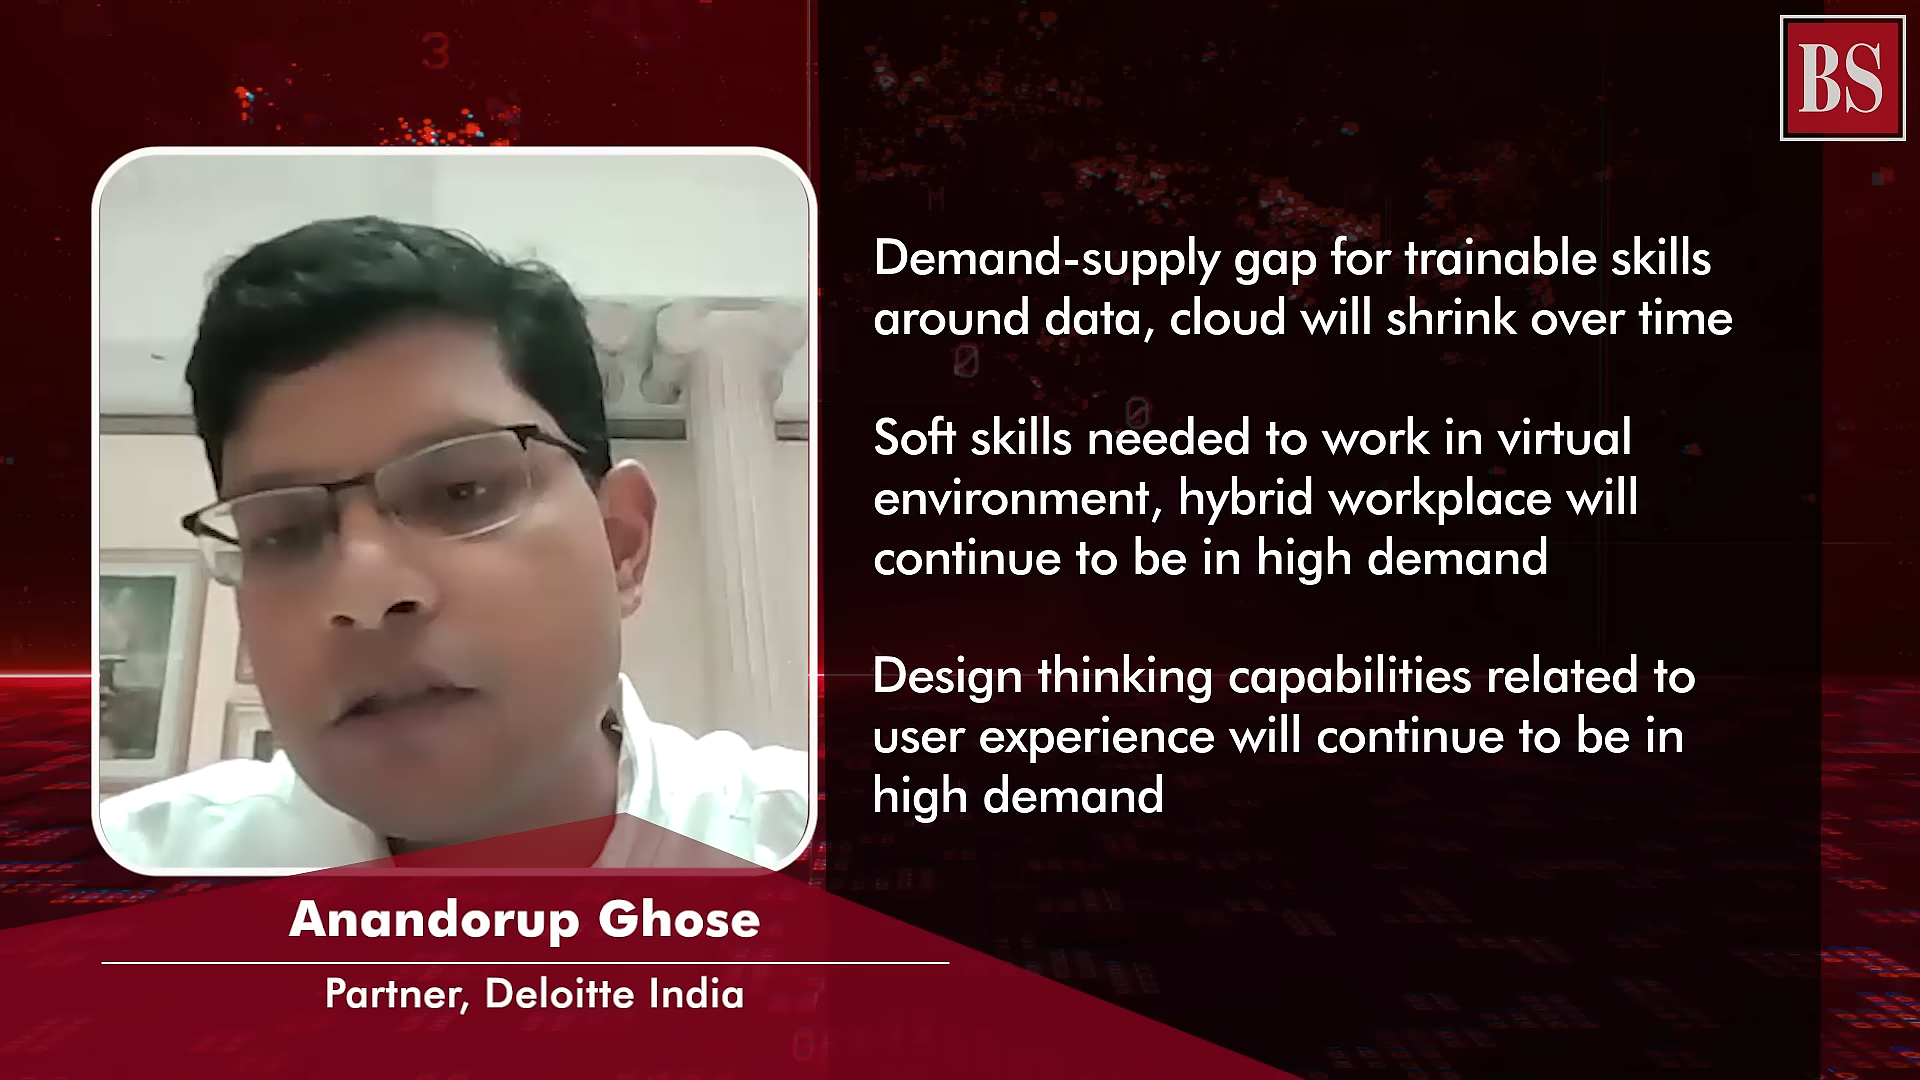 BS
Demand-supply gap for trainable skills
around data, cloud will shrink over time
Soft skills needed to work in virtual
environment, hybrid workplace will
continue to be in high demand
Design thinking capabilities related to
user experience will continue to be in
high demand
Anandorup Ghose
Partner, Deloitte India